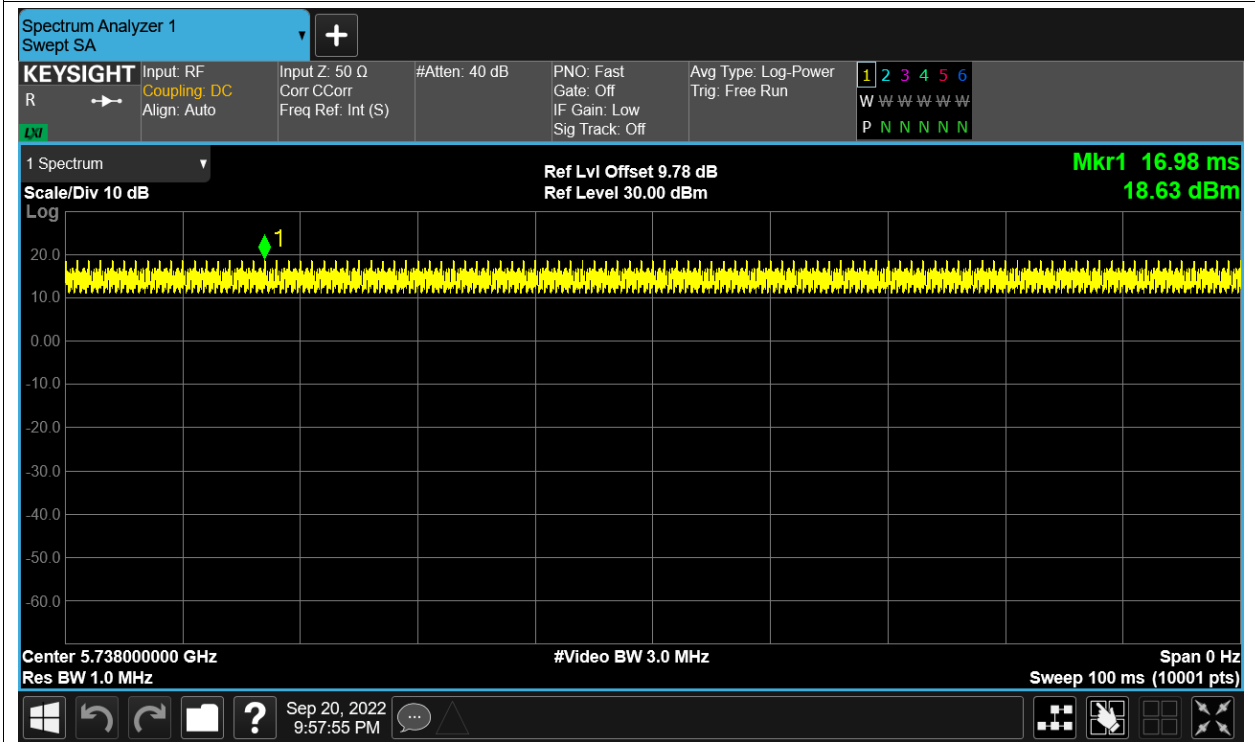 Spectrum Analyzer 1
Swept SA
+
KEYSIGHT Input: RF Input Z: 50 Ω #Atten: 40 dB PNO: Fast Avg Type: Log-Power 1 2 3 4 5 6
R Coupling: DC Corr CCorr Gate: Off Trig: Free Run W W W W W W
Align: Auto Freq Ref: Int (S) IF Gain: Low
LXI Sig Track: Off P N N N N N
1 Spectrum Ref Lvl Offset 9.78 dB Mkr1 16.98 ms
Scale/Div 10 dB Ref Level 30.00 dBm 18.63 dBm
Log
1
20.0
10.0
0.00
-10.0
-20.0
-30.0
-40.0
-50.0
-60.0
Center 5.738000000 GHz #Video BW 3.0 MHz Span 0 Hz
Res BW 1.0 MHz Sweep 100 ms (10001 pts)
? Sep 20, 2022
9:57:55 PM